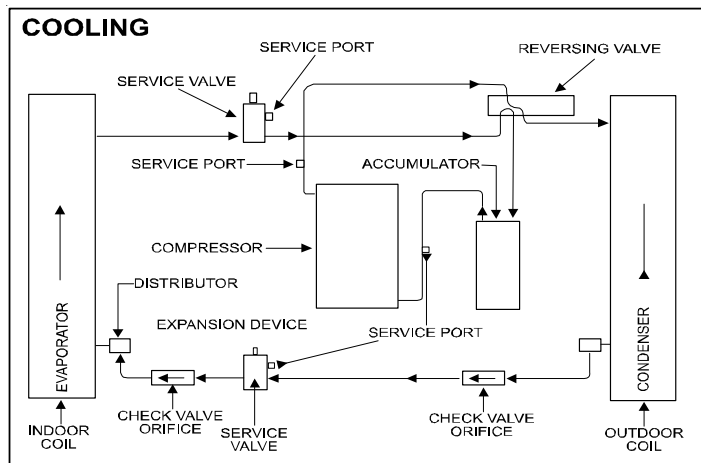 COOLING
SERVICE PORT
REVERSING VALVE
SERVICE VALVE
SERVICE PORT
ACCUMULATOR
COMPRESSOR
DISTRIBUTOR
EXPANSION DEVICE
SERVICE PORT
EVAPORATOR
CONDENSER
INDOOR
COIL
CHECK VALVE
ORIFICE
SERVICE
VALVE
CHECK VALVE
ORIFICE
OUTDOOR
COIL